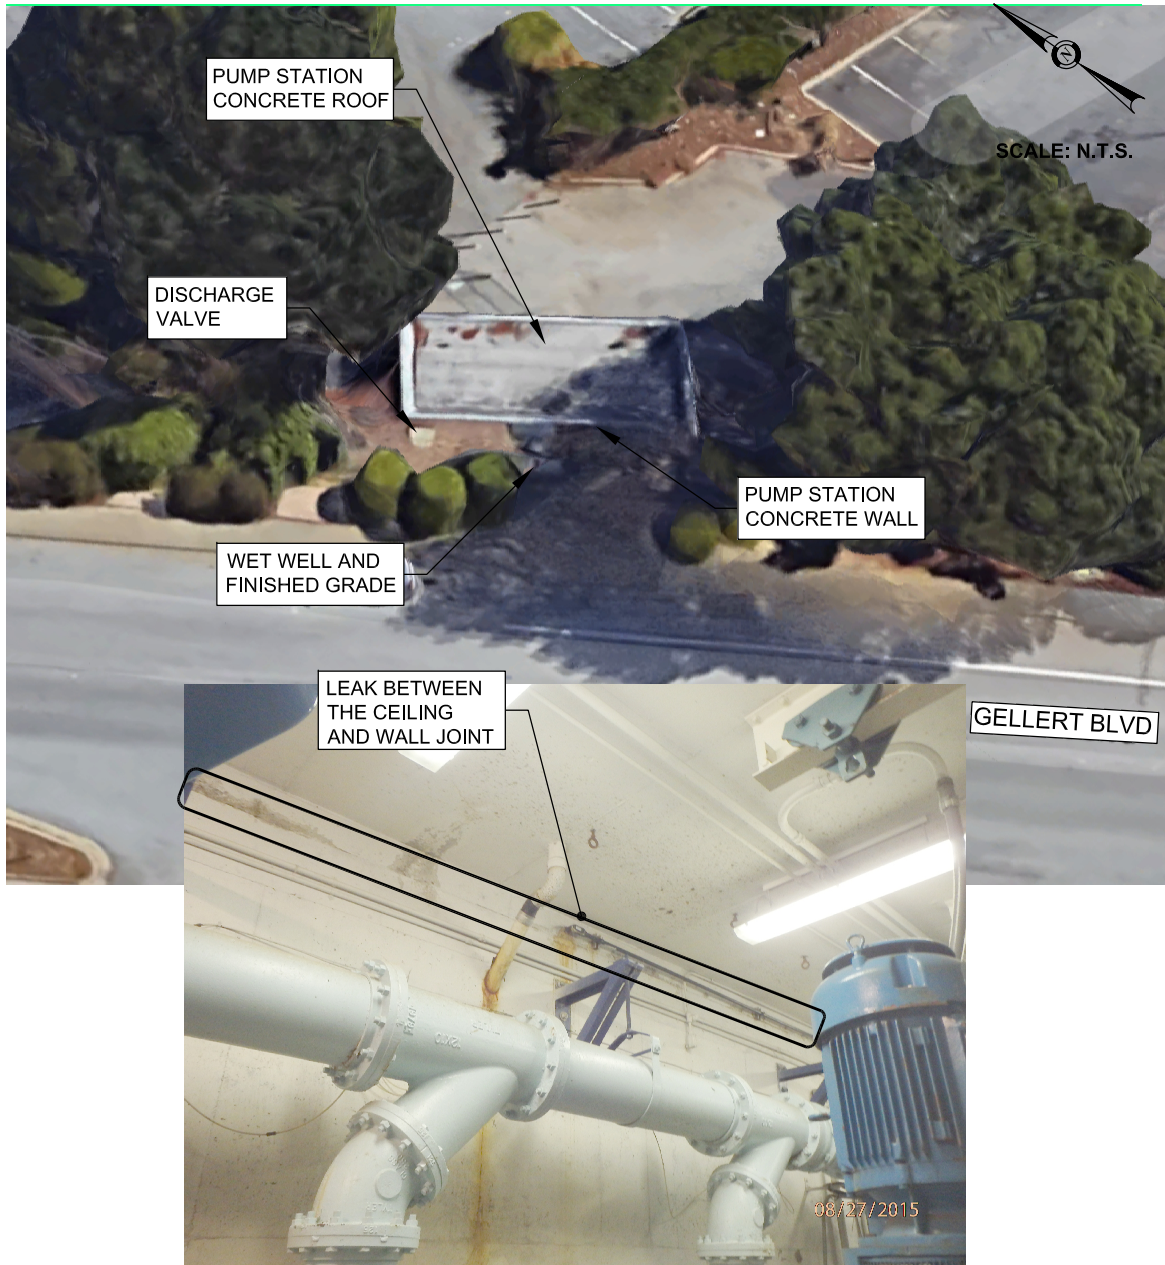 PUMP STATION
CONCRETE ROOF
N
SCALE: N.T.S.
DISCHARGE
VALVE
PUMP STATION
CONCRETE WALL
WET WELL AND
FINISHED GRADE
LEAK BETWEEN
THE CEILING
AND WALL JOINT
GELLERT BLVD
08/27/2015